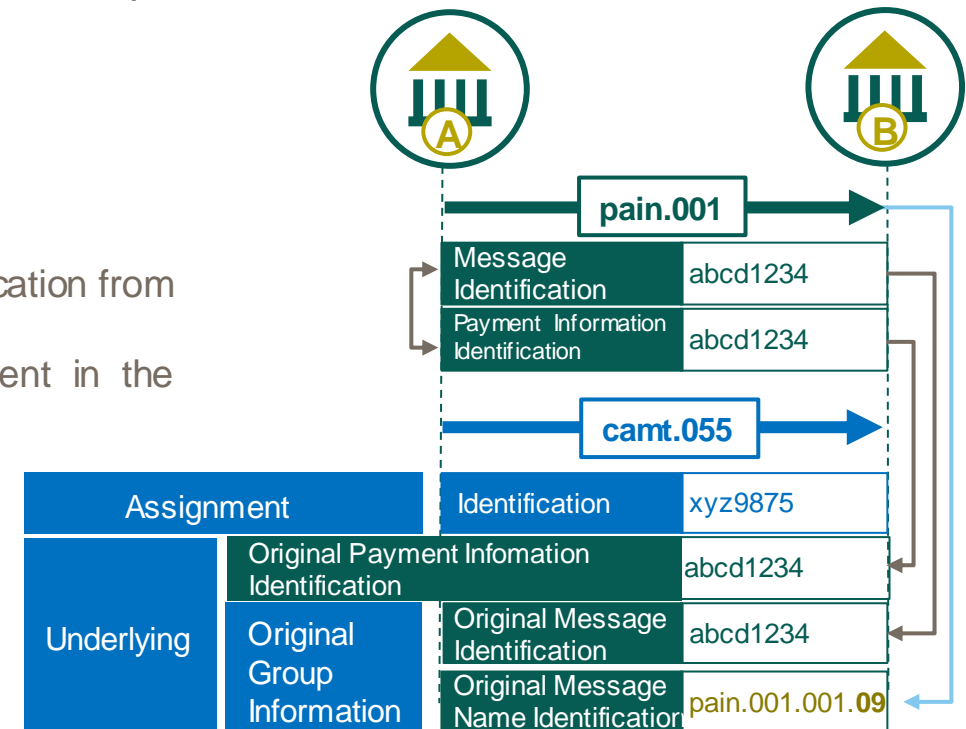 A
B
pain.001
Message
Identification
abcd1234
Payment Information
Identification
abcd1234
cation from
ent in the
camt.055
Assignment
Identification
xyz9875
Underlying
Original Payment Infomation
Identification
abcd1234
Original
Group
Information
Original Message
Identification
abcd1234
Original Message
Name Identification
pain.001.001.09